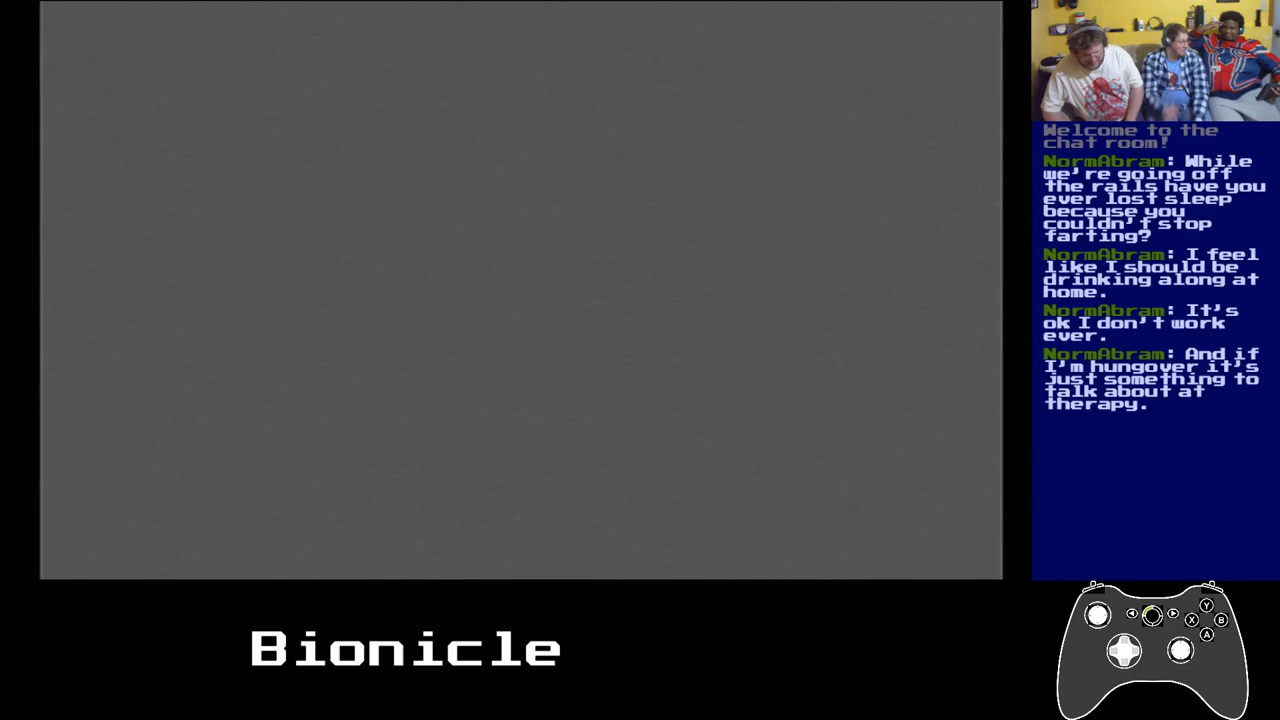 Welcome to the
chat room!
NormAbram: While
we're going off
the rails have you
ever lost sleep
because you
couldn't stop
farting?
NormAbram: I feel
like I should be
drinking along at
home.
NormAbram: It's
ok I don't work
ever.
NormAbram: And if
I'm hungover it's
just something to
talk about at
therapy.
Y
X B
A
Bionicle